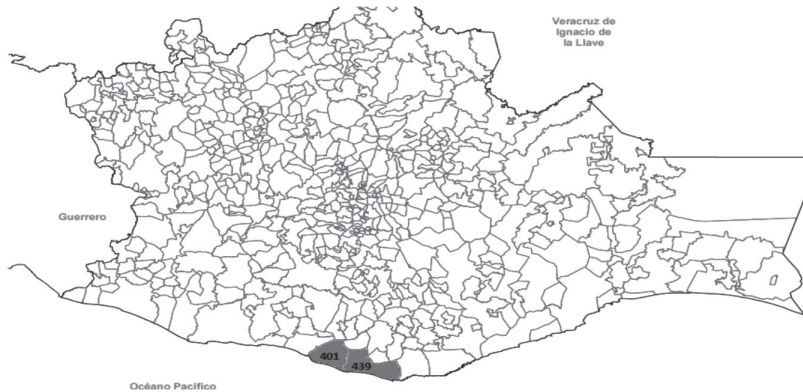 Veracruz de
Ignacio de
la Llave
Guerrero
401
439
Océano Pacífico